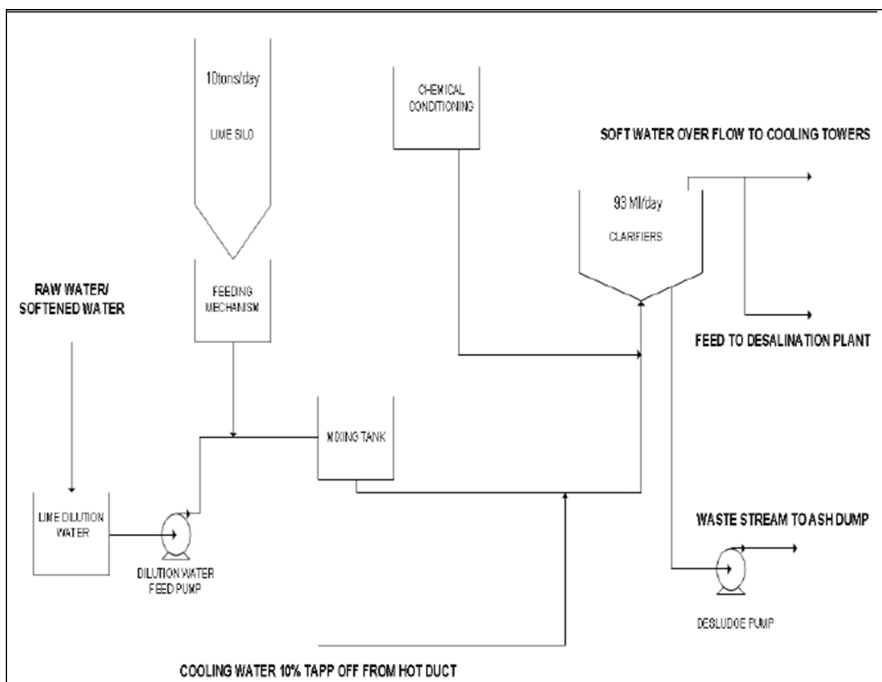 10tons/day
LIME SILO
CHEMICAL
CONDITIONING
SOFT WATER OVER FLOW TO COOLING TOWERS
93 Ml/day
CLARIFIERS
RAW WATER/
SOFTENED WATER
FEEDING
MECHANISM
FEED TO DESALINATION PLANT
MIXING TANK
LIME DILUTION
WATER
DILUTION WATER
FEED PUMP
WASTE STREAM TO ASH DUMP
DESLUDGE PUMP
COOLING WATER 10% TAPP OFF FROM HOT DUCT